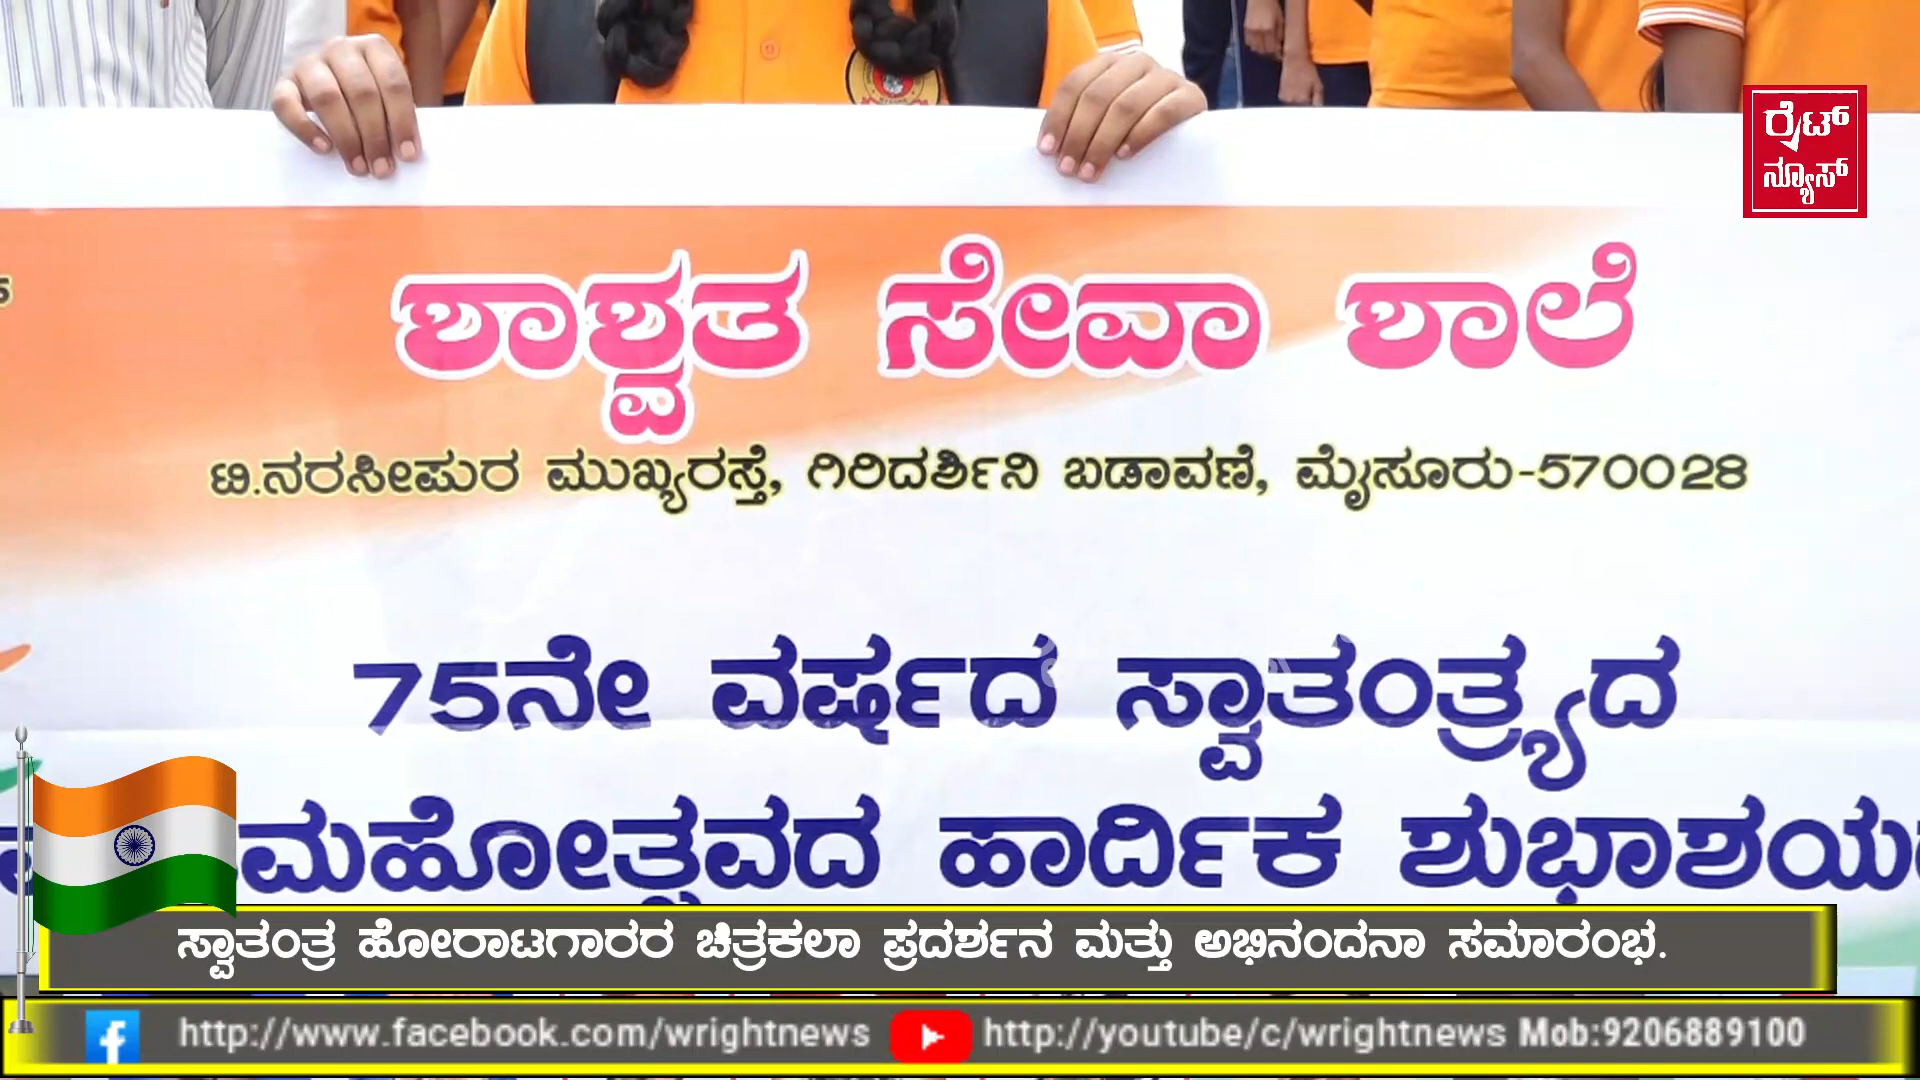 ರೈಟ್
ನ್ಯೂಸ್
ಶಾಶ್ವತ ಸೇವಾ ಶಾಲೆ
ಟಿ.ನರಸೀಪುರ ಮುಖ್ಯರಸ್ತೆ, ಗಿರಿದರ್ಶಿನಿ ಬಡಾವಣೆ, ಮೈಸೂರು-570028
75ನೇ ವರ್ಷದ ಸ್ವಾತಂತ್ರ್ಯದ
ಮಹೋತ್ಸವದ ಹಾರ್ದಿಕ ಶುಭಾಶಯ
ಸ್ವಾತಂತ್ರ ಹೋರಾಟಗಾರರ ಚಿತ್ರಕಲಾ ಪ್ರದರ್ಶನ ಮತ್ತು ಅಭಿನಂದನಾ ಸಮಾರಂಭ.
http://www.facebook.com/wrightnews http://youtube/c/wrightnews Mob:9206889100